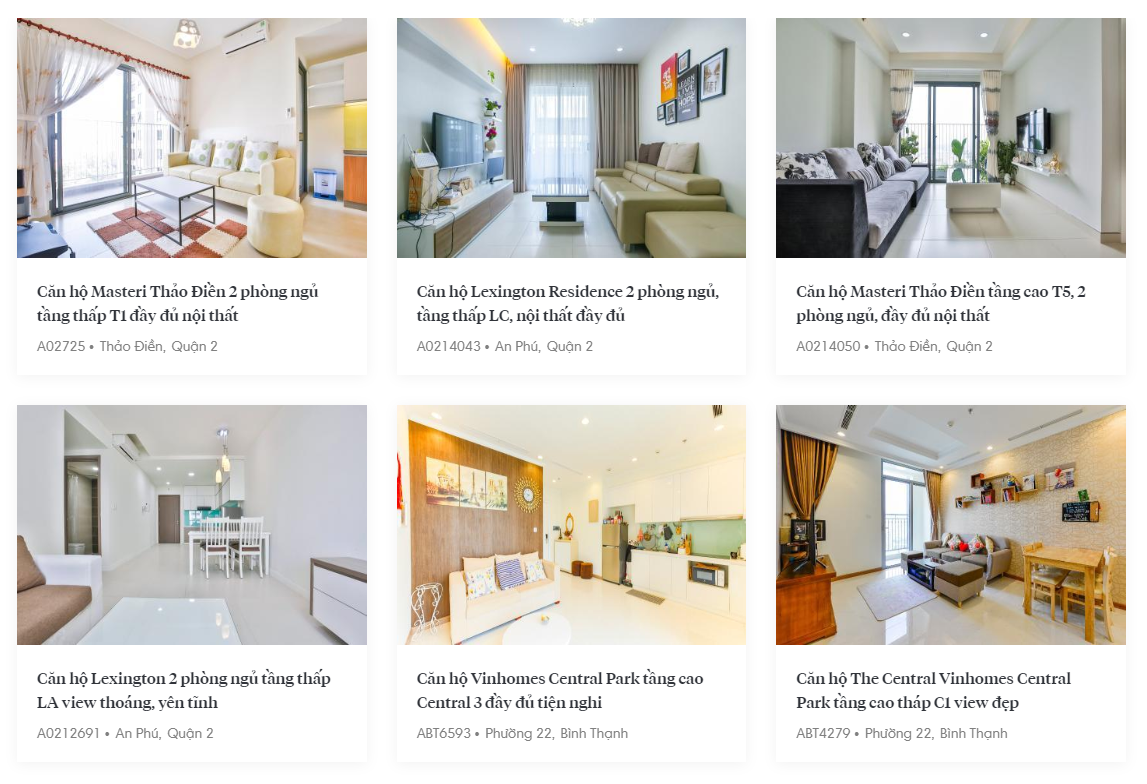 LEARN
LIVE
HOPE
Căn hộ Masteri Thảo Điền 2 phòng ngủ
tầng thấp T1 đầy đủ nội thất
A02725 • Thảo Điền, Quận 2
Căn hộ Lexington Residence 2 phòng ngủ,
tầng thấp LC, nội thất đầy đủ
A0214043 • An Phú, Quận 2
Căn hộ Masteri Thảo Điền tầng cao T5, 2
phòng ngủ, đầy đủ nội thất
A0214050 • Thảo Điền, Quận 2
Căn hộ Lexington 2 phòng ngủ tầng thấp
LA view thoáng, yên tĩnh
A0212691 • An Phú, Quận 2
Căn hộ Vinhomes Central Park tầng cao
Central 3 đầy đủ tiện nghi
ABT6593 • Phường 22, Bình Thạnh
Căn hộ The Central Vinhomes Central
Park tầng cao tháp C1 view đẹp
ABT4279 • Phường 22, Bình Thạnh